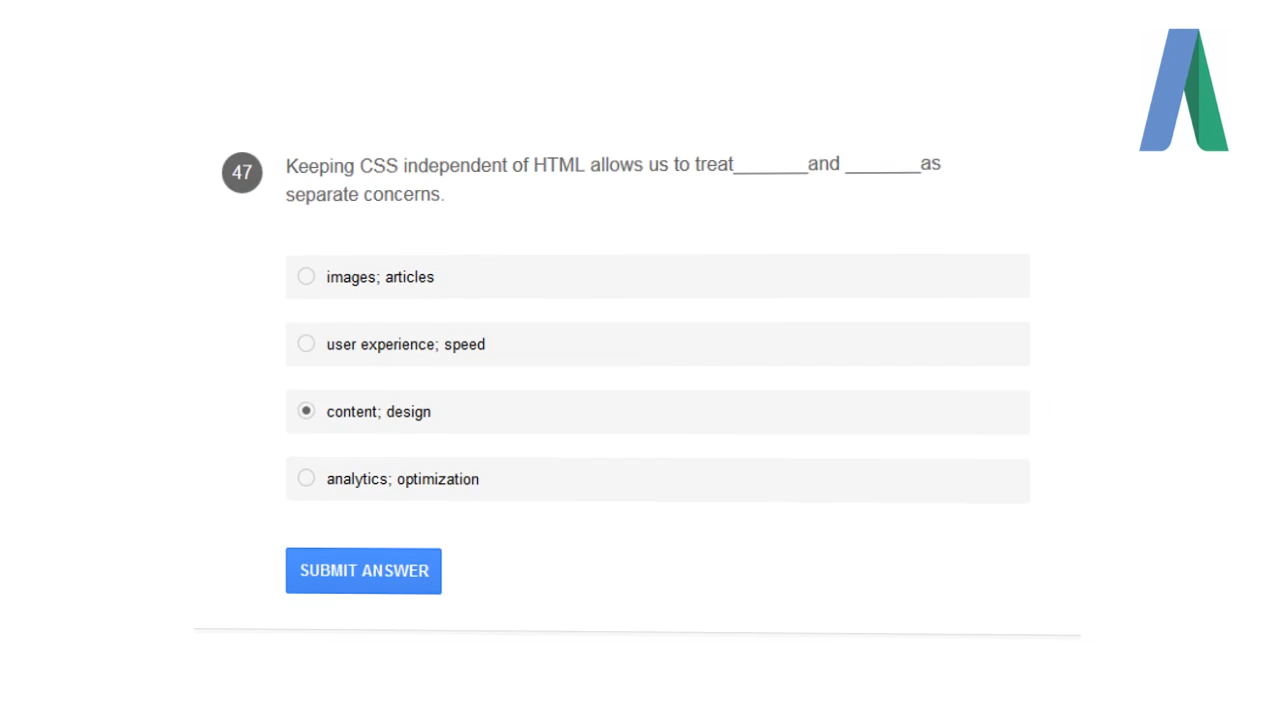 47
Keeping CSS independent of HTML allows us to treat_______and _______as
separate concerns.
images; articles
user experience; speed
content; design
analytics; optimization
SUBMIT ANSWER